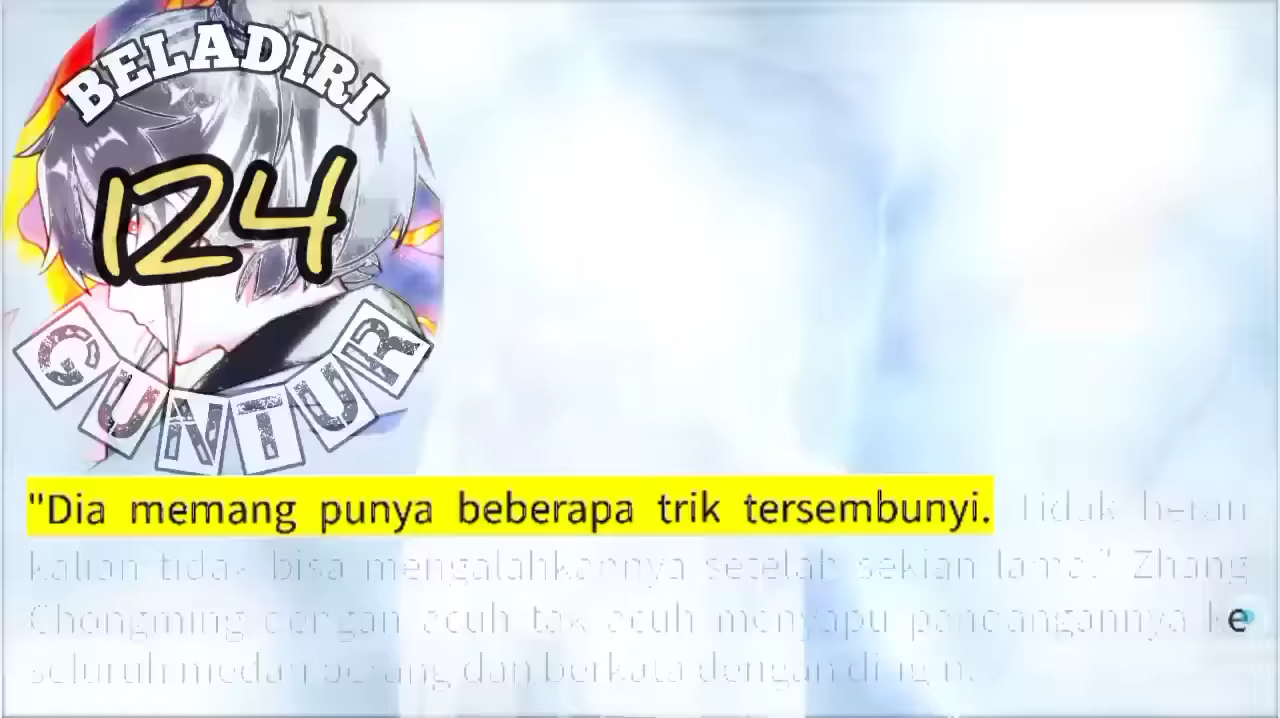 BELADIRI
124
GUNTUR
"Dia memang punya beberapa trik tersembunyi. Tidak heran
kalian tidak bisa mengalahkannya setelah sekian lama." Zhang
Chongming dengan acuh tak acuh menyapu pandangannya ke
seluruh medan perang dan berkata dengan dingin.